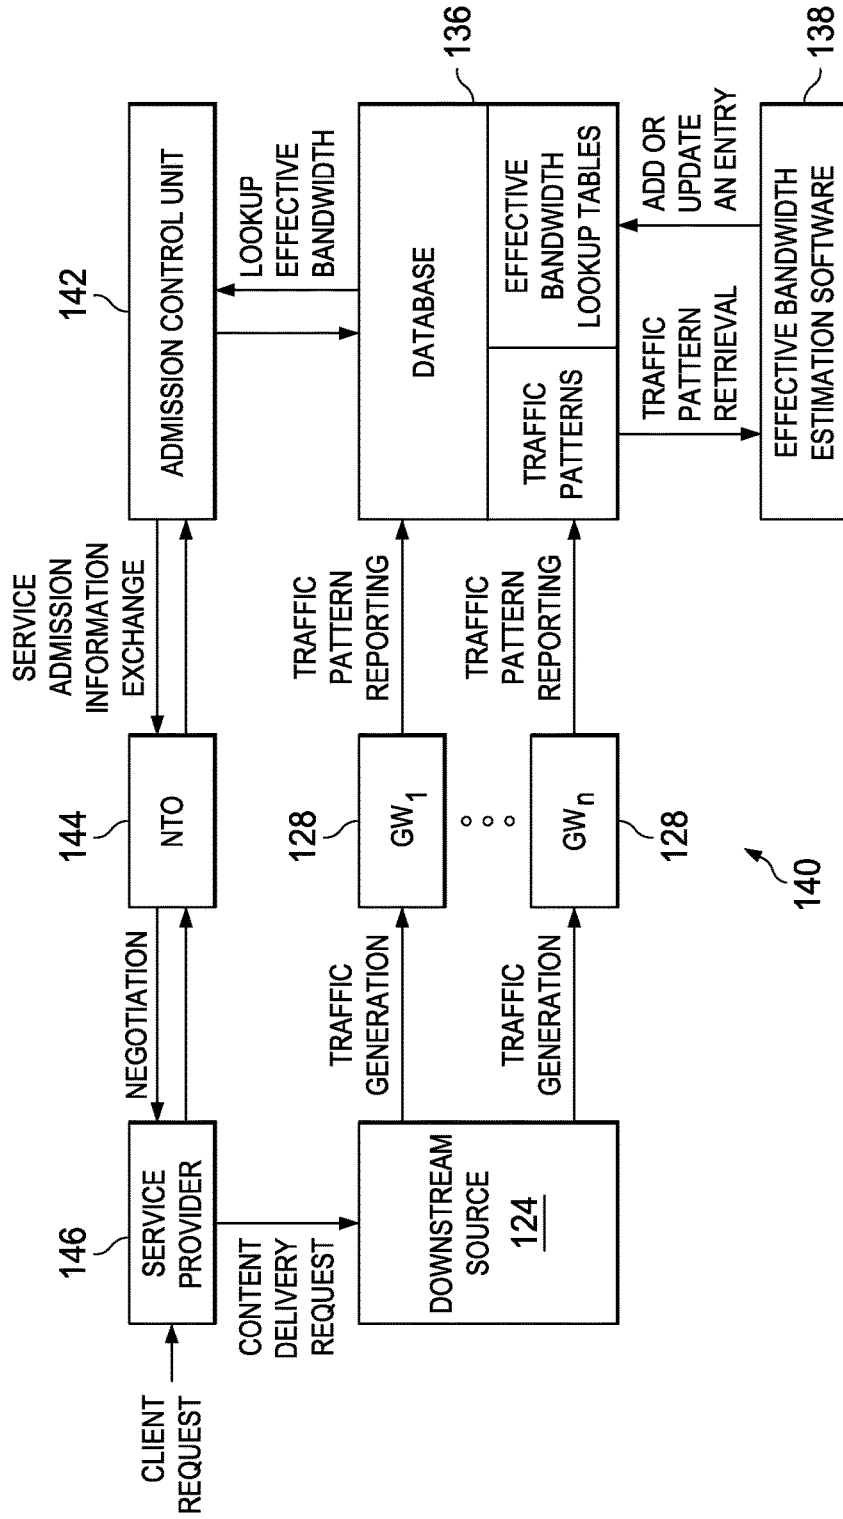 CLIENT
REQUEST
146
SERVICE
PROVIDER
NEGOTIATION
144
NTO
SERVICE
ADMISSION
INFORMATION
EXCHANGE
142
ADMISSION CONTROL UNIT
CONTENT
DELIVERY
REQUEST
LOOKUP
EFFECTIVE
BANDWIDTH
DOWNSTREAM
SOURCE
124
TRAFFIC
GENERATION
128
GW1
TRAFFIC
PATTERN
REPORTING
DATABASE
136
TRAFFIC
GENERATION
GWn
128
TRAFFIC
PATTERN
REPORTING
TRAFFIC
PATTERNS
EFFECTIVE
BANDWIDTH
LOOKUP TABLES
TRAFFIC
PATTERN
RETRIEVAL
ADD OR
UPDATE
AN ENTRY
140
EFFECTIVE BANDWIDTH
ESTIMATION SOFTWARE
138